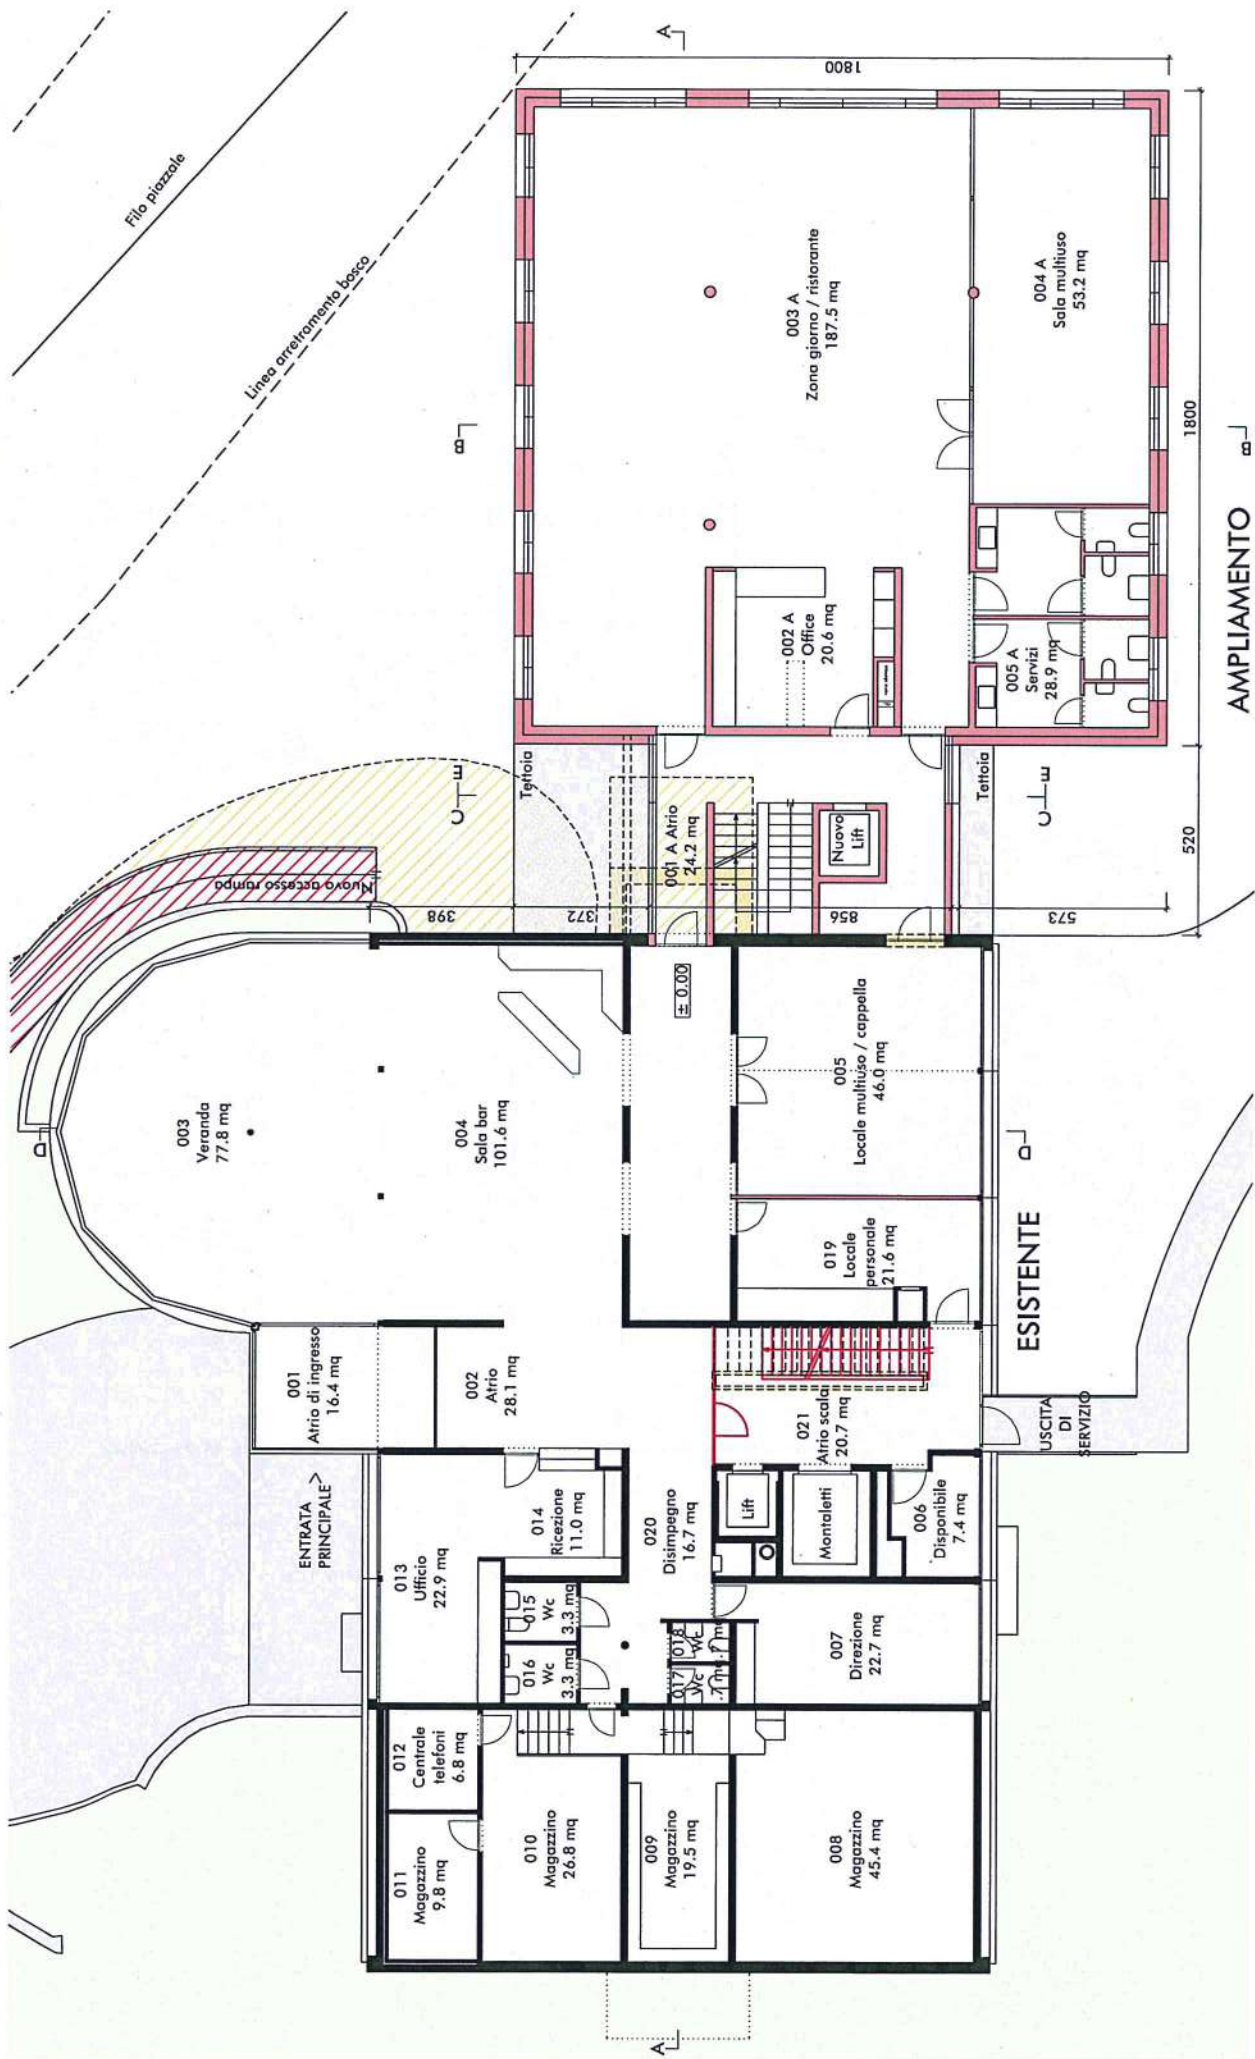 Filo piazzale
Linea arretramento bosco
A
A
B
B
C
C
D
D
E
E
1800
1800
520
398
372
856
573
Nuovo accesso rampa
Tettoia
Tettoia
001 A Atrio
24.2 mq
002 A
Office
20.6 mq
003 A
Zona giorno / ristorante
187.5 mq
004 A
Sala multiuso
53.2 mq
005 A
Servizi
28.9 mq
Nuovo
Lift
AMPLIAMENTO
± 0.00
003
Veranda
77.8 mq
004
Sala bar
101.6 mq
005
Locale multiuso / cappella
46.0 mq
019
Locale
personale
21.6 mq
ESISTENTE
001
Atrio di ingresso
16.4 mq
002
Atrio
28.1 mq
021
Atrio scala
20.7 mq
USCITA
DI
SERVIZIO
ENTRATA
PRINCIPALE
013
Ufficio
22.9 mq
014
Ricezione
11.0 mq
020
Disimpegno
16.7 mq
Lift
Montaletti
006
Disponibile
7.4 mq
015
Wc
3.3 mq
016
Wc
3.3 mq
017
Wc
018
Wc
007
Direzione
22.7 mq
012
Centrale
telefoni
6.8 mq
011
Magazzino
9.8 mq
010
Magazzino
26.8 mq
009
Magazzino
19.5 mq
008
Magazzino
45.4 mq